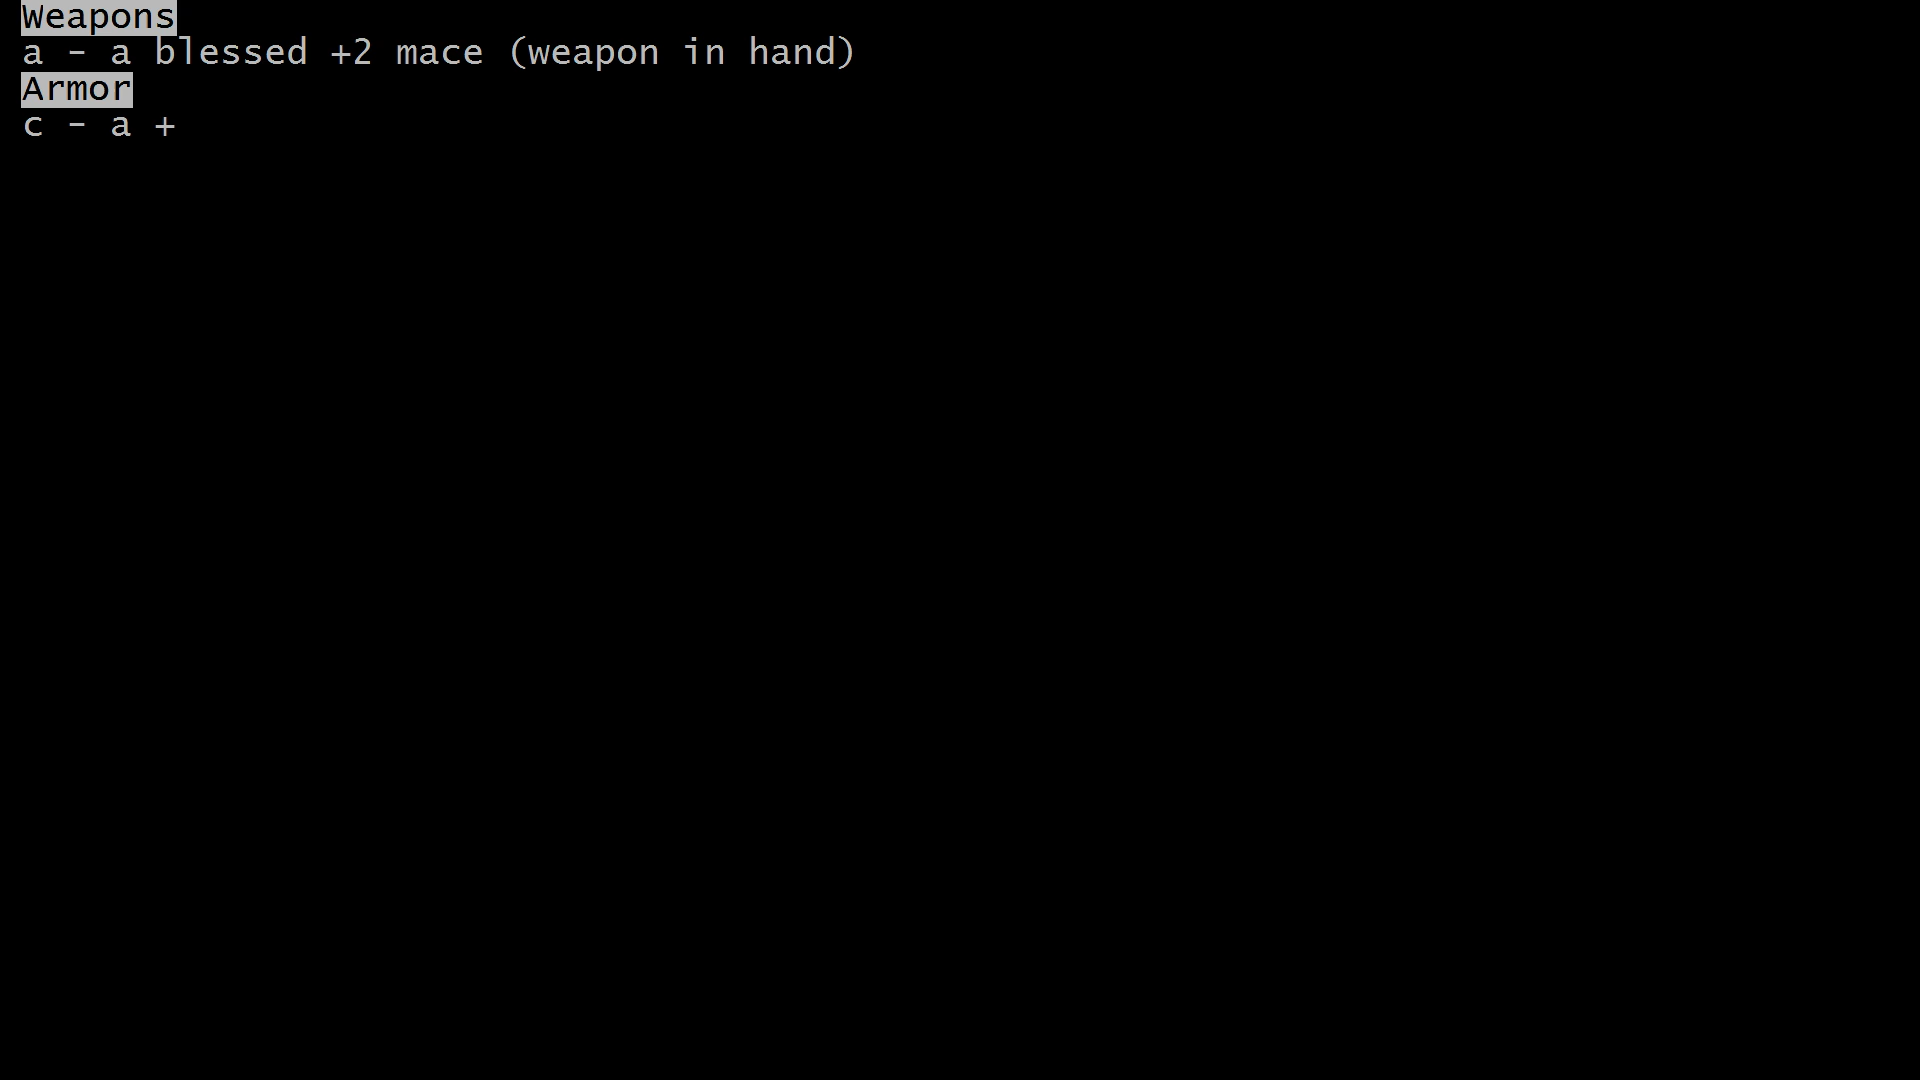 Weapons
a - a blessed +2 mace (weapon in hand)
Armor
c - a +